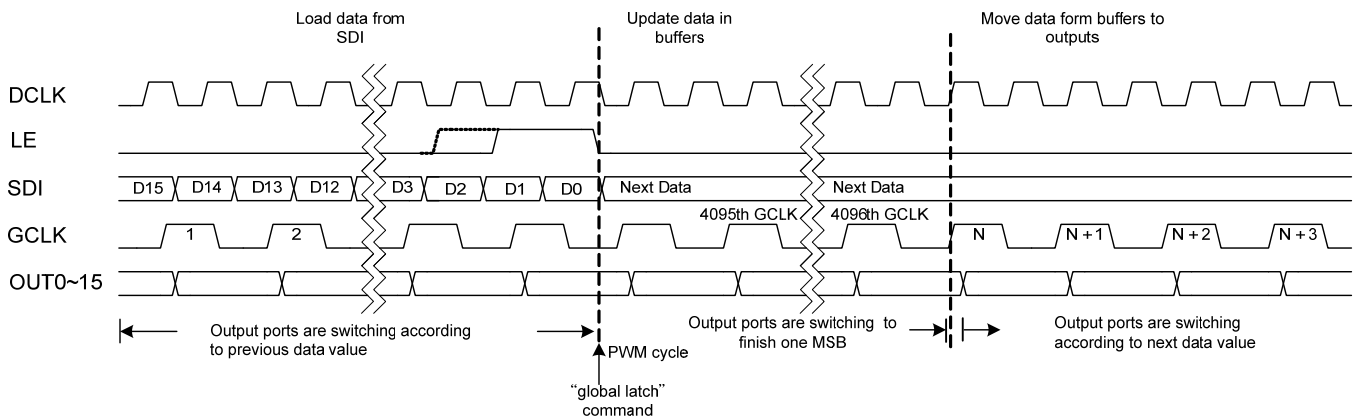 Load data from
SDI
Update data in
buffers
Move data form buffers to
outputs
DCLK
LE
SDI
D15 D14 D13 D12 D3 D2 D1 D0 Next Data Next Data
4095th GCLK 4096th GCLK
GCLK
1 2 N N + 1 N + 2 N + 3
OUT0~15
Output ports are switching according
to previous data value
Output ports are switching to
finish one MSB
Output ports are switching
according to next data value
PWM cycle
“global latch”
command